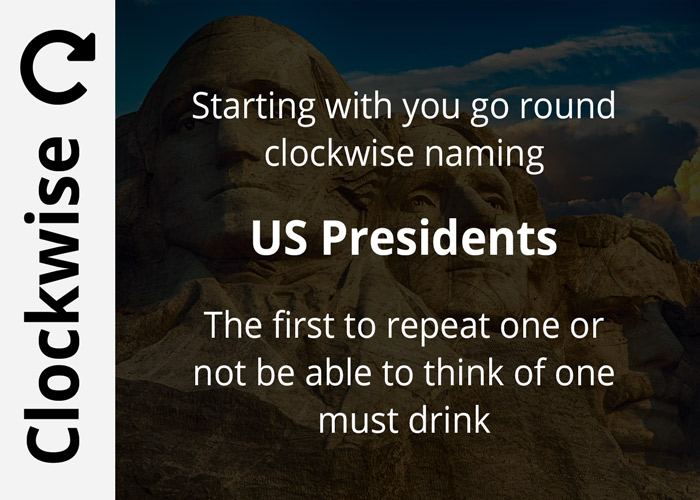 Clockwise
Starting with you go round
clockwise naming
US Presidents
The first to repeat one or
not be able to think of one
must drink